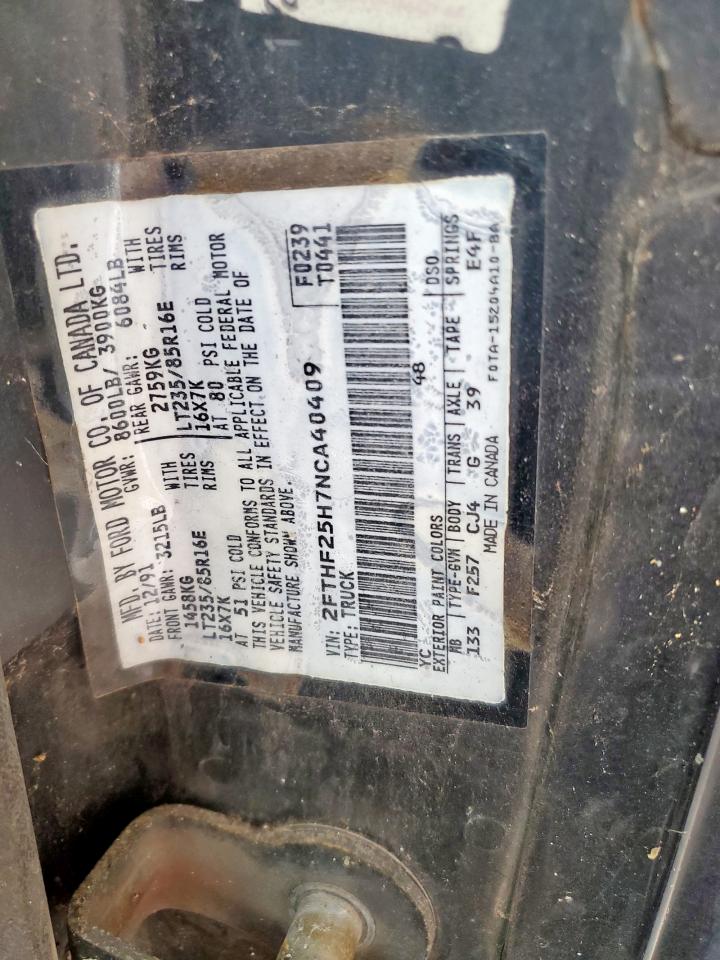 MFD. BY FORD MOTOR CO. OF CANADA LTD.
DATE: 12/91 GVWR: 8600LB/ 3900KG
FRONT GAWR: 3215LB REAR GAWR: 6084LB
1458KG WITH 2759KG WITH
LT235/85R16E TIRES LT235/85R16E TIRES
16X7K RIMS 16X7K RIMS
AT 51 PSI COLD AT 80 PSI COLD
THIS VEHICLE CONFORMS TO ALL APPLICABLE FEDERAL MOTOR
VEHICLE SAFETY STANDARDS IN EFFECT ON THE DATE OF
MANUFACTURE SHOWN ABOVE.
F0239
T0441
VIN: 2FTHF25H7NCA40409
TYPE: TRUCK
YC 48
EXTERIOR PAINT COLORS DSO.
WB TYPE-GVW BODY TRANS AXLE TAPE SPRINGS
133 F257 CJ4 G 39 E4F
MADE IN CANADA
F0TA-15204A10-BA